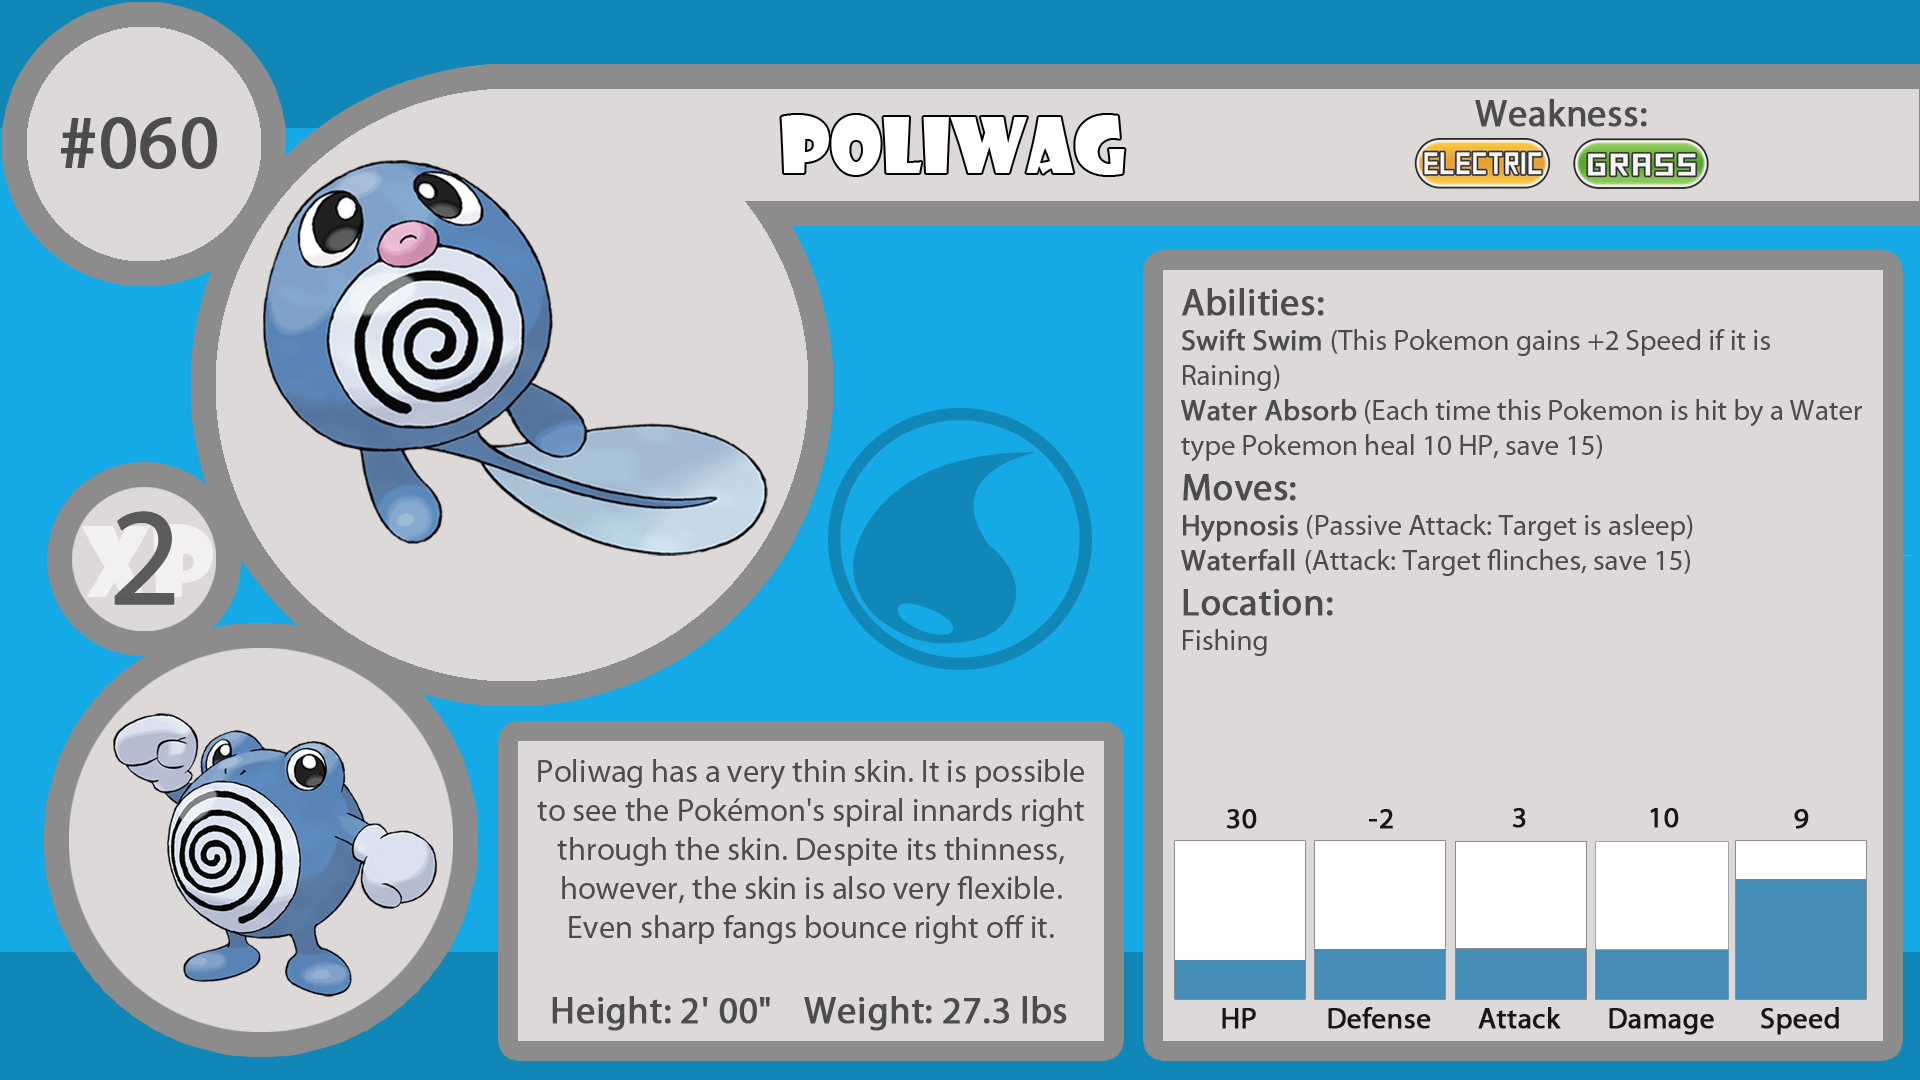 #060
POLIWAG
Weakness:
ELECTRIC GRASS
XP
2
Abilities:
Swift Swim (This Pokemon gains +2 Speed if it is
Raining)
Water Absorb (Each time this Pokemon is hit by a Water
type Pokemon heal 10 HP, save 15)
Moves:
Hypnosis (Passive Attack: Target is asleep)
Waterfall (Attack: Target flinches, save 15)
Location:
Fishing
Poliwag has a very thin skin. It is possible
to see the Pokémon's spiral innards right
through the skin. Despite its thinness,
however, the skin is also very flexible.
Even sharp fangs bounce right off it.
Height: 2' 00" Weight: 27.3 lbs
30 -2 3 10 9
HP Defense Attack Damage Speed